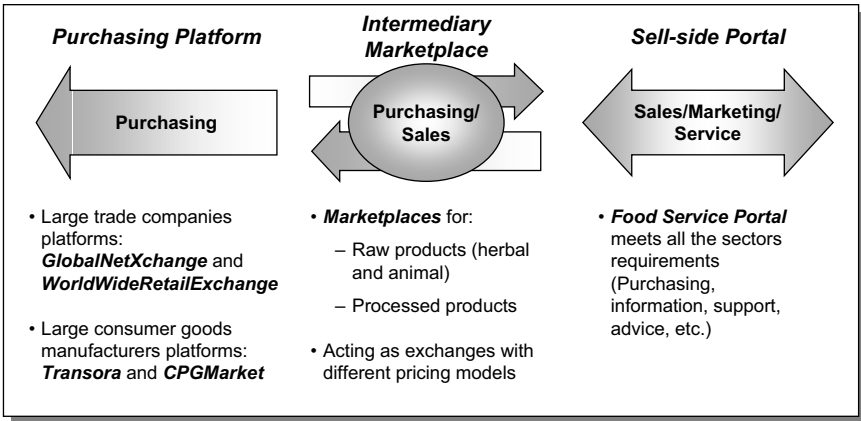 Purchasing Platform
Intermediary
Marketplace
Sell-side Portal
Purchasing
Purchasing/
Sales
Sales/Marketing/
Service
• Large trade companies
platforms:
GlobalNetXchange and
WorldWideRetailExchange
• Large consumer goods
manufacturers platforms:
Transora and CPGMarket
• Marketplaces for:
– Raw products (herbal
and animal)
– Processed products
• Acting as exchanges with
different pricing models
• Food Service Portal
meets all the sectors
requirements
(Purchasing,
information, support,
advice, etc.)